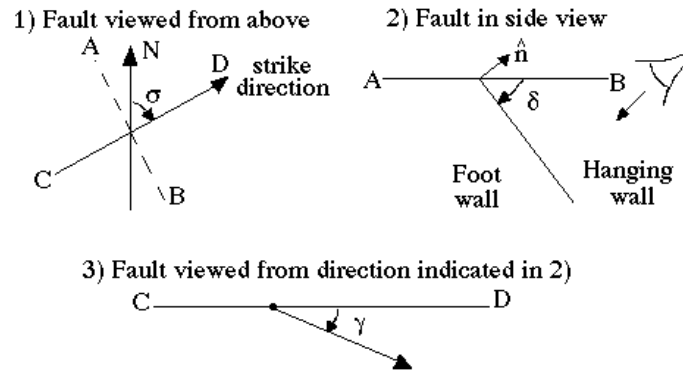 1) Fault viewed from above
A
N
D
strike
direction
σ
C
B
2) Fault in side view
n̂
A
B
δ
Foot
wall
Hanging
wall
3) Fault viewed from direction indicated in 2)
C
D
γ